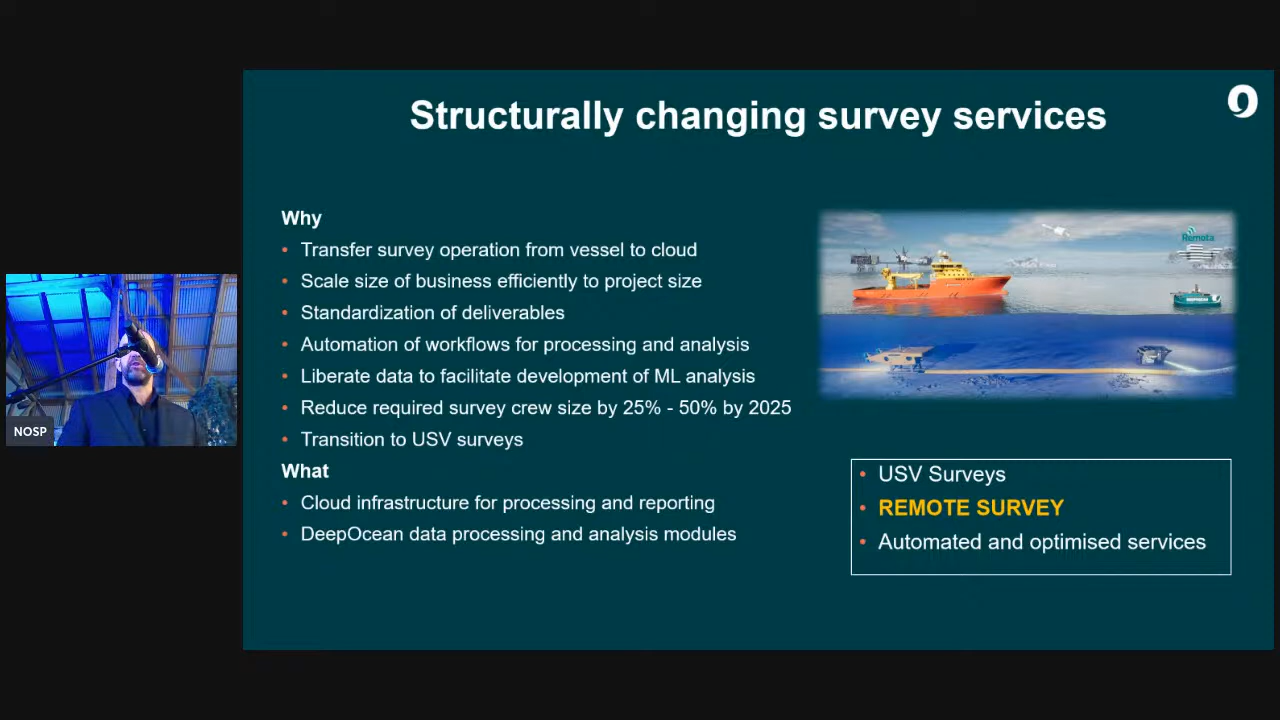 Structurally changing survey services
Why
• Transfer survey operation from vessel to cloud
• Scale size of business efficiently to project size
• Standardization of deliverables
• Automation of workflows for processing and analysis
• Liberate data to facilitate development of ML analysis
• Reduce required survey crew size by 25% - 50% by 2025
• Transition to USV surveys
What
• Cloud infrastructure for processing and reporting
• DeepOcean data processing and analysis modules
Remota
• USV Surveys
• REMOTE SURVEY
• Automated and optimised services
NOSP